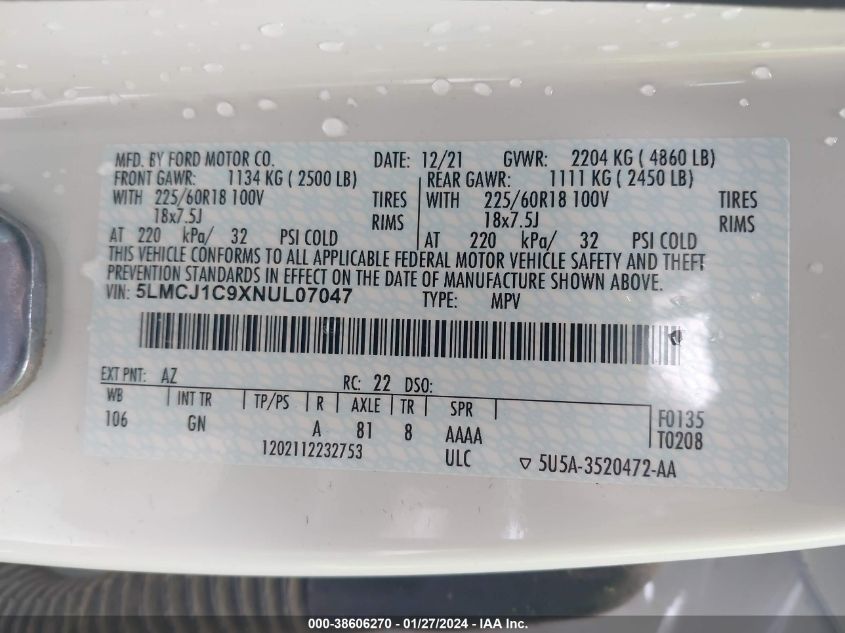 MFD. BY FORD MOTOR CO. DATE: 12/21 GVWR: 2204 KG ( 4860 LB)
FRONT GAWR: 1134 KG ( 2500 LB) REAR GAWR: 1111 KG ( 2450 LB)
WITH 225/60R18 100V TIRES WITH 225/60R18 100V TIRES
18x7.5J RIMS 18x7.5J RIMS
AT 220 kPa/ 32 PSI COLD AT 220 kPa/ 32 PSI COLD
THIS VEHICLE CONFORMS TO ALL APPLICABLE FEDERAL MOTOR VEHICLE SAFETY AND THEFT
PREVENTION STANDARDS IN EFFECT ON THE DATE OF MANUFACTURE SHOWN ABOVE.
VIN: 5LMCJ1C9XNUL07047 TYPE: MPV
EXT PNT: AZ RC: 22 DSO:
WB INT TR TP/PS R AXLE TR SPR F0135
106 GN A 81 8 AAAA T0208
1202112232753 ULC ▽ 5U5A-3520472-AA
000-38606270 - 01/27/2024 - IAA Inc.